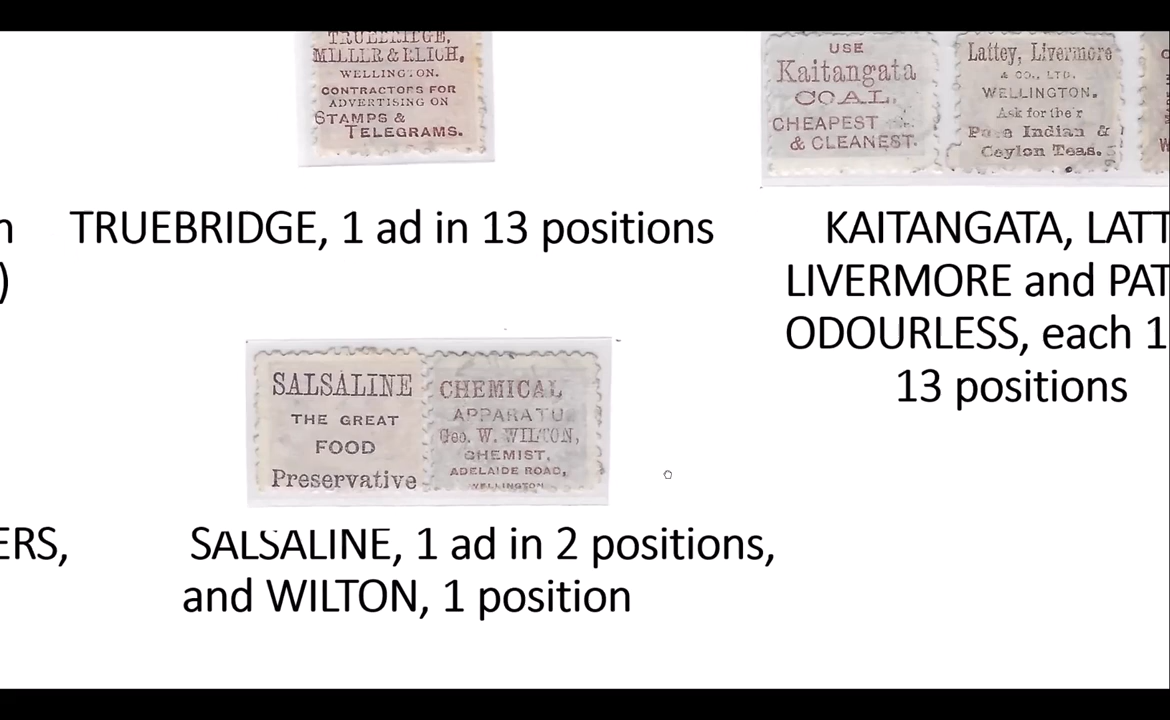 TRUEBRIDGE,
MILLER & REICH,
WELLINGTON.
CONTRACTORS FOR
ADVERTISING ON
STAMPS &
TELEGRAMS.
USE
Kaitangata
COAL.
CHEAPEST
& CLEANEST.
Lattey, Livermore
& CO., LTD.
WELLINGTON.
Ask for their
Pure Indian &
Ceylon Teas.
TRUEBRIDGE, 1 ad in 13 positions
KAITANGATA, LATT
LIVERMORE and PAT
ODOURLESS, each 1
13 positions
n
)
SALSALINE
THE GREAT
FOOD
Preservative
CHEMICAL
APPARATU
Geo. W. WILTON,
CHEMIST,
ADELAIDE ROAD,
WELLINGTON
ERS,
SALSALINE, 1 ad in 2 positions,
and WILTON, 1 position